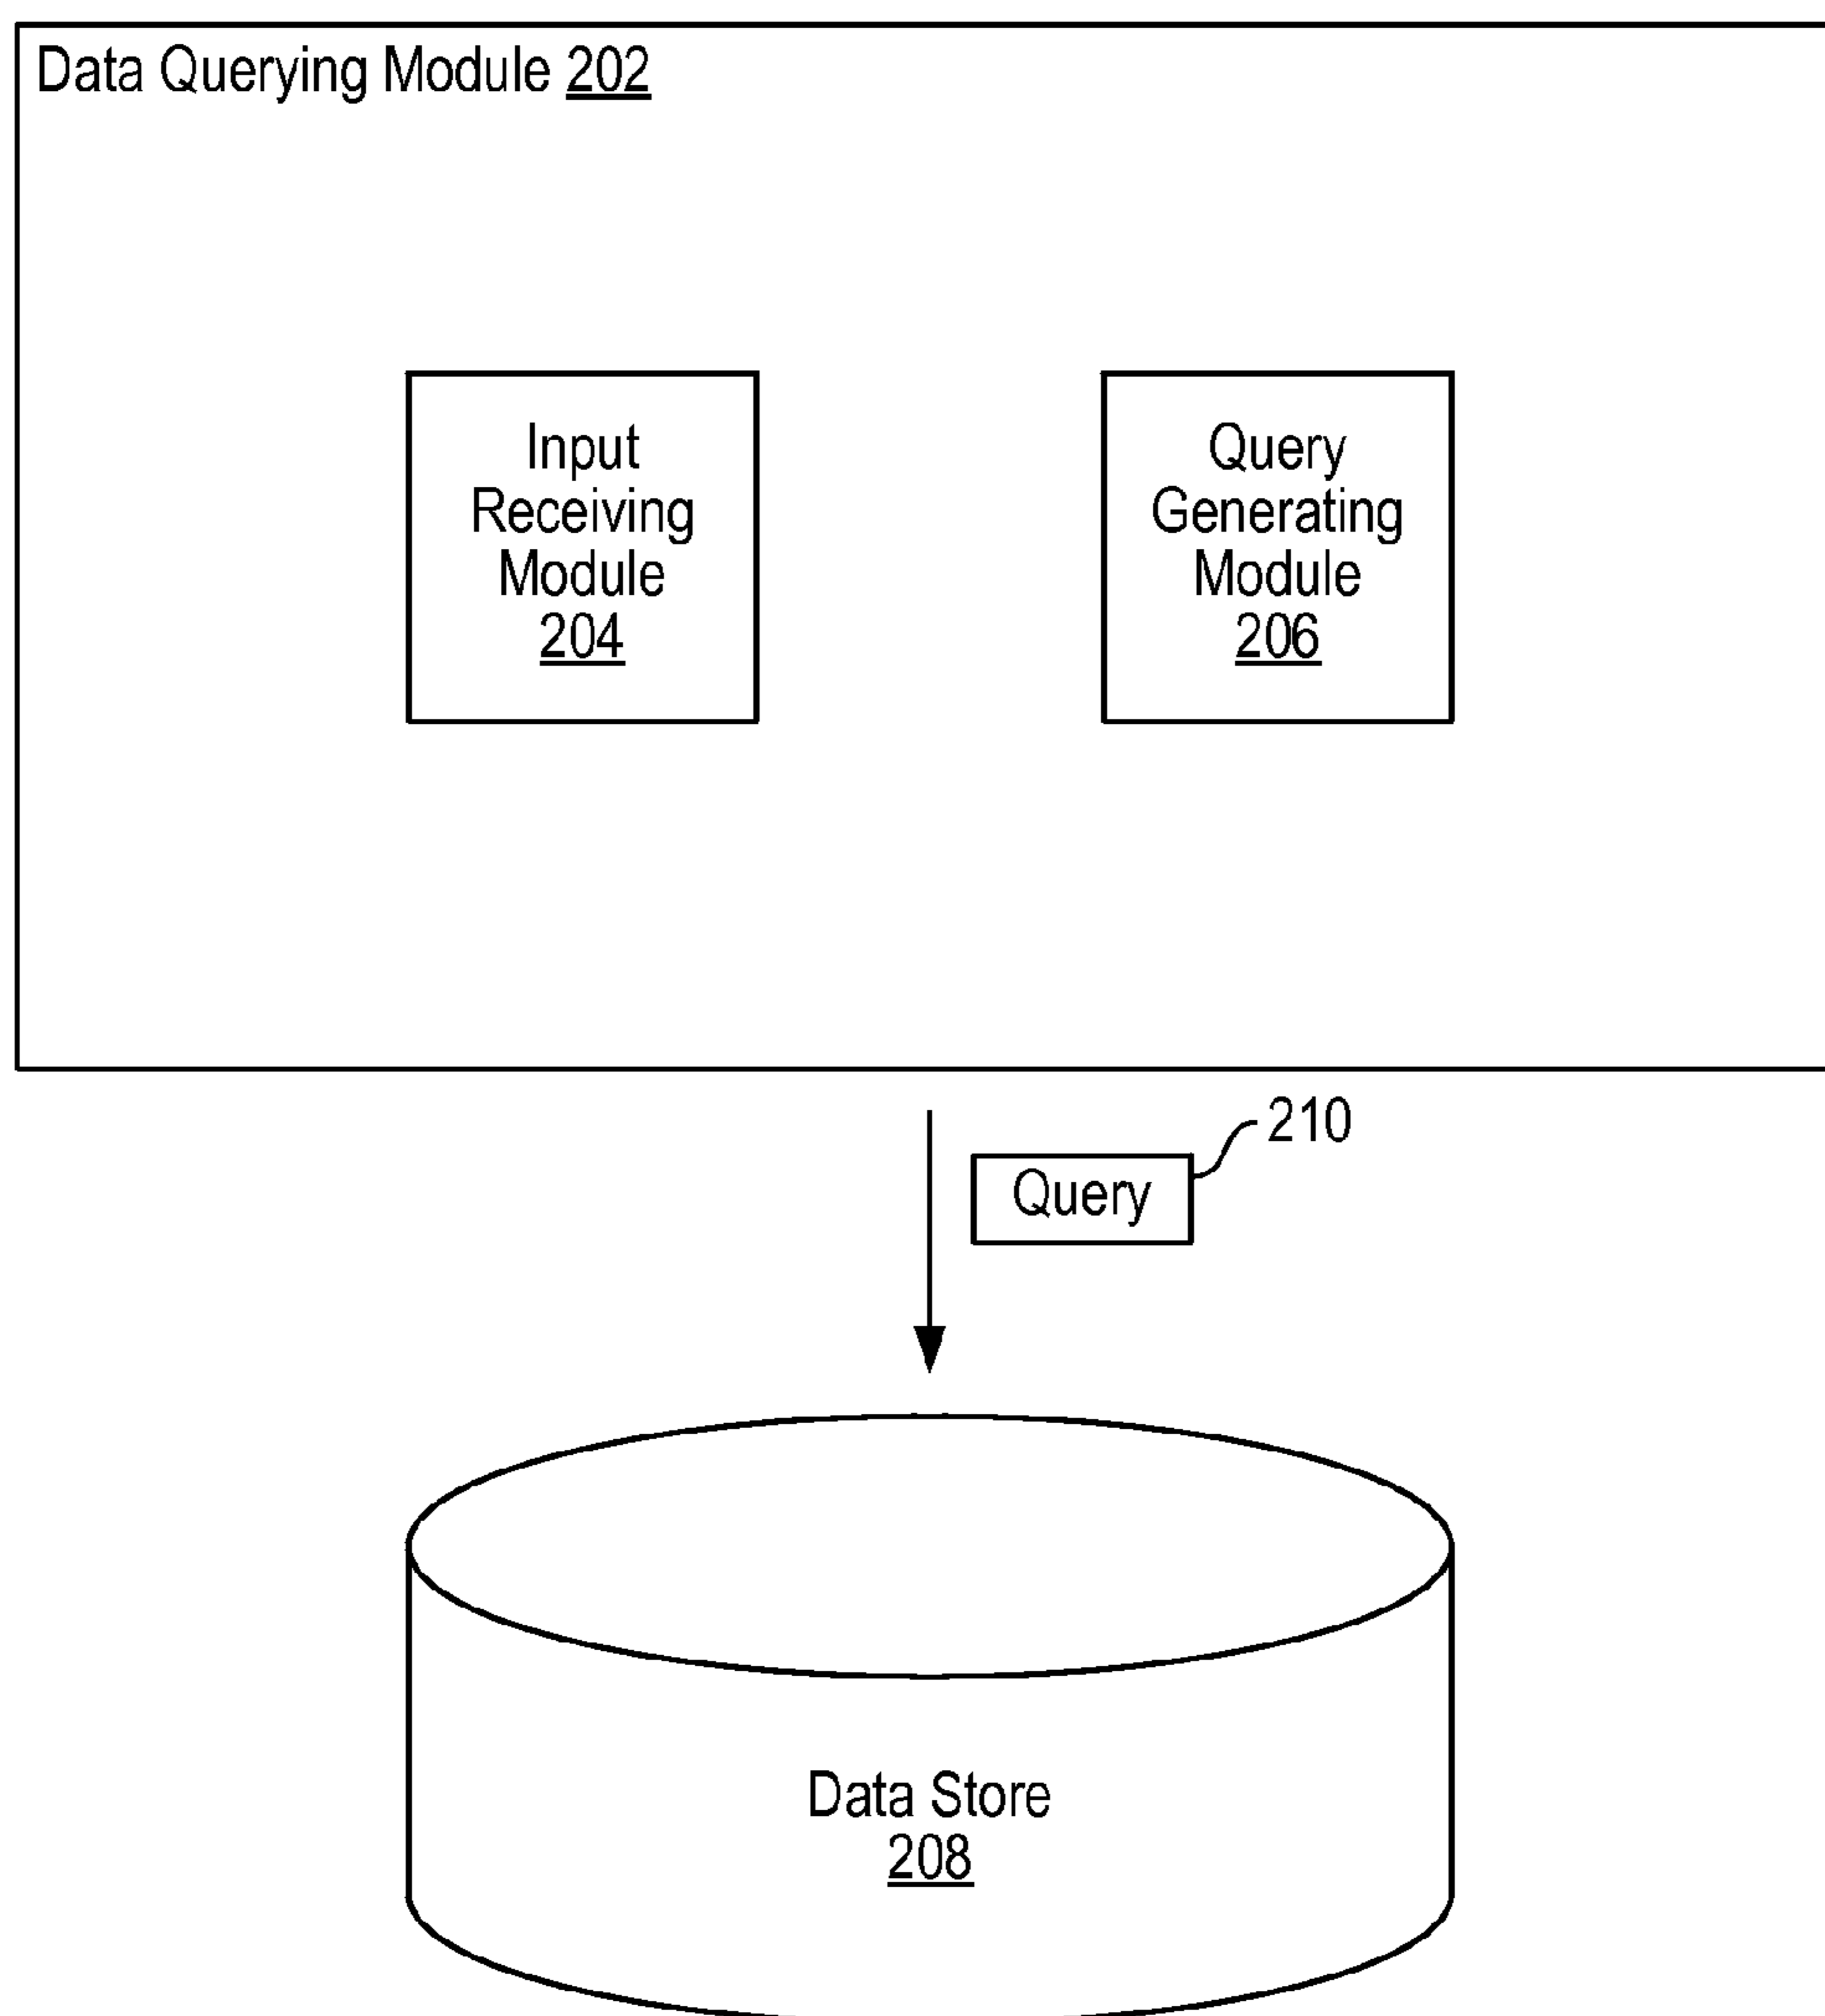 Data Querying Module 202
Input
Receiving
Module
204
Query
Generating
Module
206
210
Query
Data Store
208